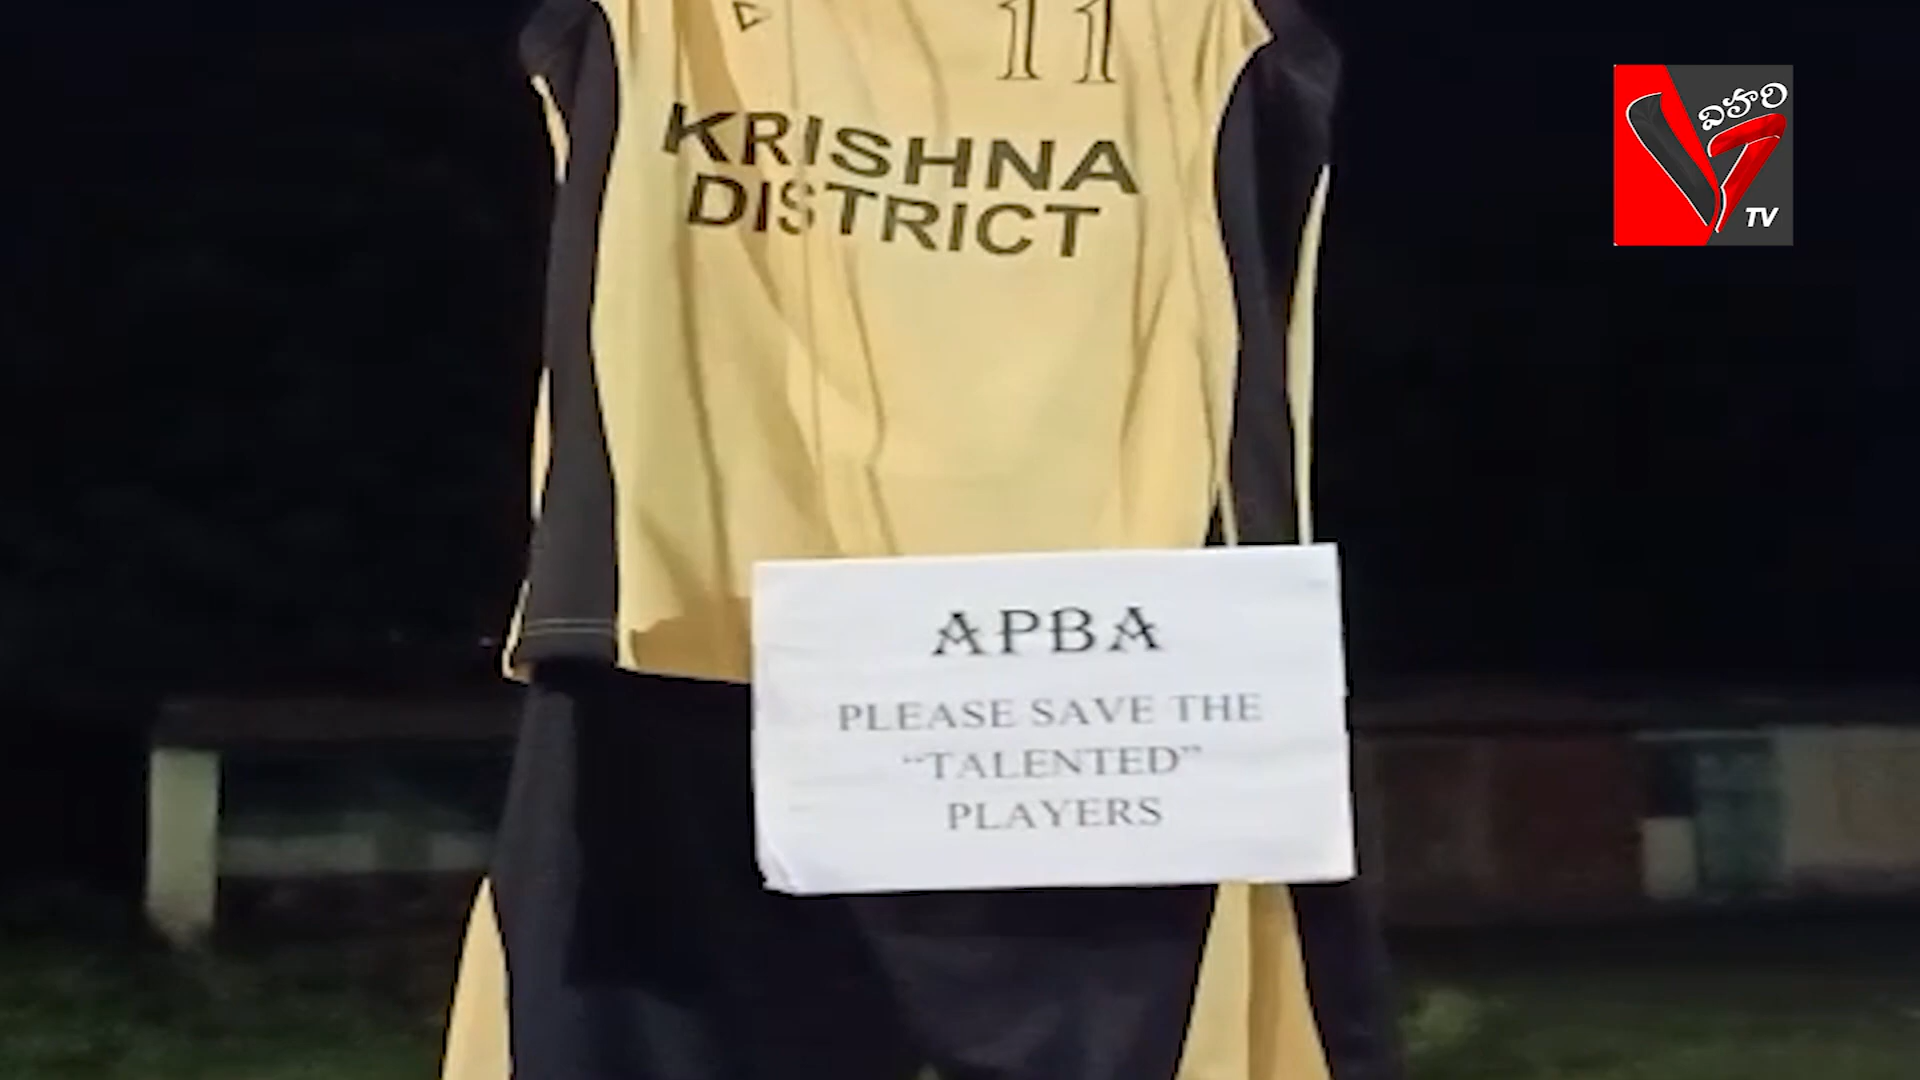 11
KRISHNA
DISTRICT
విహారి
TV
APBA
PLEASE SAVE THE
“TALENTED”
PLAYERS